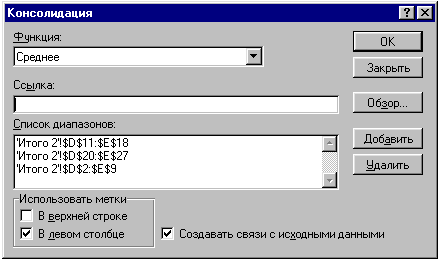 Консолидация
Функция:
Среднее
OK
Закрыть
Ссылка:
Обзор...
Список диапазонов:
'Итого 2'!$D$11:$E$18
'Итого 2'!$D$20:$E$27
'Итого 2'!$D$2:$E$9
Добавить
Удалить
Использовать метки
В верхней строке
В левом столбце
Создавать связи с исходными данными